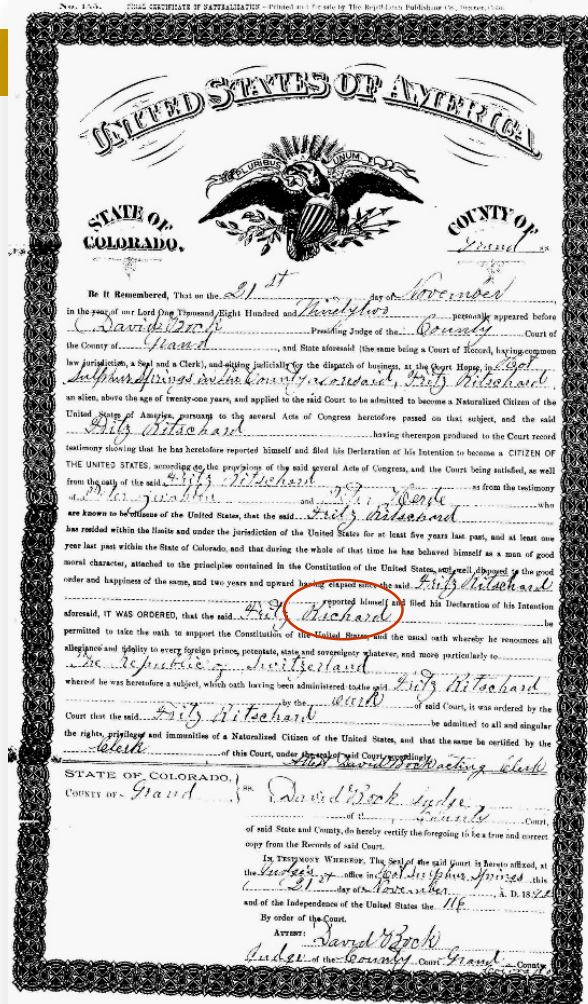 No. 155. FINAL CERTIFICATE OF NATURALIZATION - Printed and for sale by The Republican Publishing Co., Denver, Colo.
UNITED STATES OF AMERICA.
E PLURIBUS UNUM
STATE OF COLORADO.
COUNTY OF Grand ss.
Be It Remembered, That on the 21st day of November
in the year of our Lord One Thousand Eight Hundred and Ninety two personally appeared before
David Bock Presiding Judge of the County Court of
the County of Grand, and State aforesaid (the same being a Court of Record, having common
law jurisdiction, a Seal and a Clerk), and sitting judicially for the dispatch of business, at the Court House, in Hot
Sulphur Springs in the County aforesaid, Fritz Ritschard
an alien, above the age of twenty-one years, and applied to the said Court to be admitted to become a Naturalized Citizen of the
United States of America, pursuant to the several Acts of Congress heretofore passed on that subject, and the said
Fritz Ritschard having thereupon produced to the Court record
testimony showing that he has heretofore reported himself and filed his Declaration of his Intention to become a CITIZEN OF
THE UNITED STATES, according to the provisions of the said several Acts of Congress, and the Court being satisfied, as well
from the oath of the said Fritz Ritschard as from the testimony
of and who
are known to be citizens of the United States, that the said Fritz Ritschard
has resided within the limits and under the jurisdiction of the United States for at least five years last past, and at least one
year last past within the State of Colorado, and that during the whole of that time he has behaved himself as a man of good
moral character, attached to the principles contained in the Constitution of the United States, and well disposed to the good
order and happiness of the same, and two years and upward having elapsed since the said Fritz Ritschard
reported himself and filed his Declaration of his Intention
aforesaid, IT WAS ORDERED, that the said Fritz Richard be
permitted to take the oath to support the Constitution of the United States, and the usual oath whereby he renounces all
allegiance and fidelity to every foreign prince, potentate, state and sovereignty whatever, and more particularly to
The Republic of Switzerland
whereof he was heretofore a subject, which oath having been administered to the said Fritz Ritschard
by the Clerk of said Court, it was ordered by the
Court that the said Fritz Ritschard be admitted to all and singular
the rights, privileges and immunities of a Naturalized Citizen of the United States, and that the same be certified by the
Clerk of this Court, under the seal of said Court, accordingly.
Attest David Bock acting Clerk
STATE OF COLORADO,
COUNTY OF Grand ss.
David Bock Judge
of County Court,
of said State and County, do hereby certify the foregoing to be a true and correct
copy from the Records of said Court.
IN TESTIMONY WHEREOF, The Seal of the said Court is hereto affixed, at
the Judge's office in Hot Sulphur Springs, this
21st day of November A. D. 1892
and of the Independence of the United States the 116
By order of the Court.
ATTEST: David Bock
Judge of the County Court Grand County